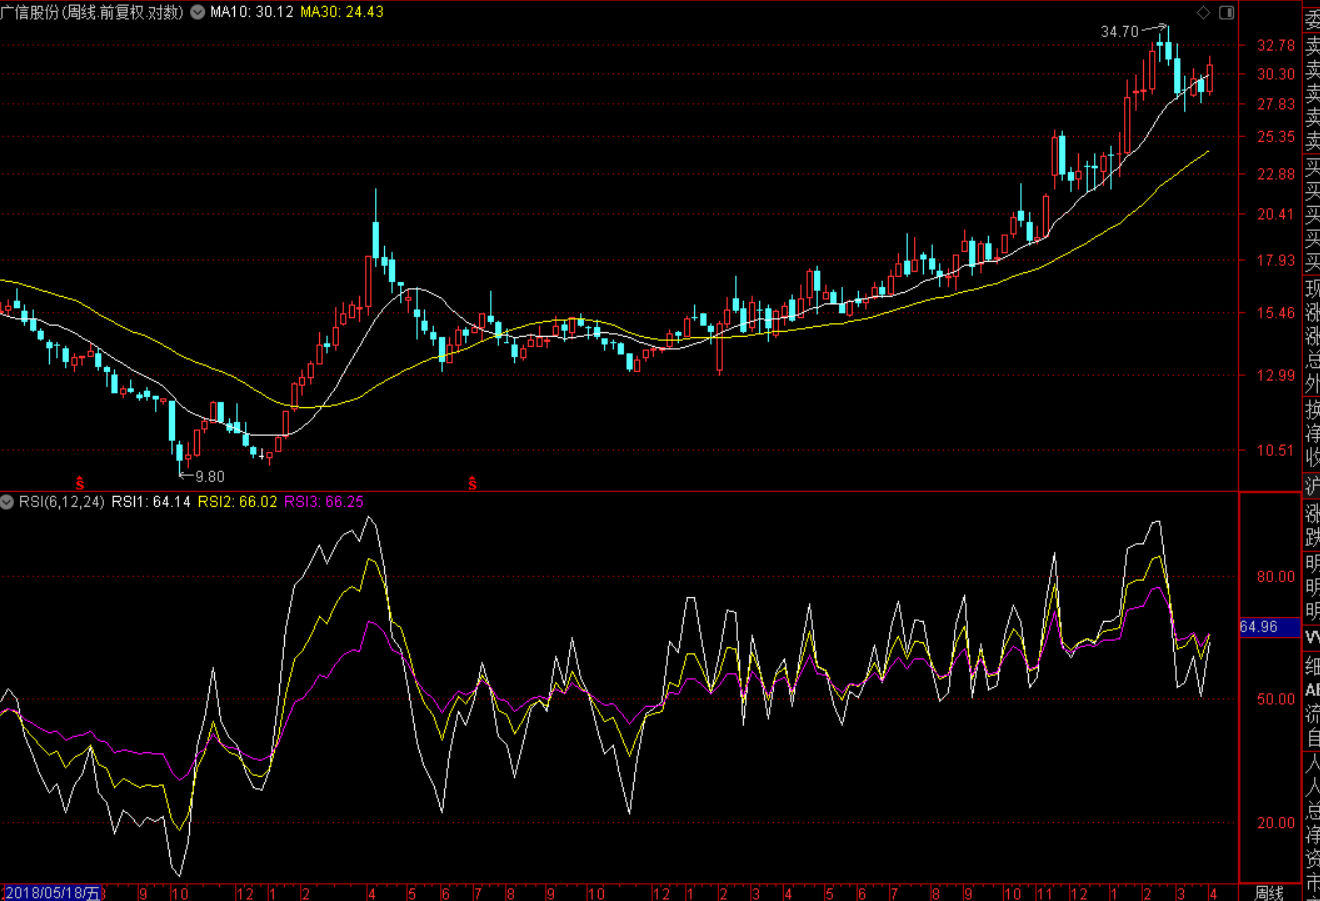 广信股份(周线.前复权.对数) MA10: 30.12 MA30: 24.43
34.70
9.80
32.78
30.30
27.83
25.35
22.88
20.41
17.93
15.46
12.99
10.51
S
S
RSI(6,12,24) RSI1: 64.14 RSI2: 66.02 RSI3: 66.25
80.00
64.96
50.00
20.00
2018/05/18/五
9 10 12 1 2 4 5 6 7 8 9 10 12 1 2 3 4 5 6 7 8 9 10 11 12 1 2 3 4
周线
委
卖
卖
卖
卖
卖
买
买
买
买
买
现
涨
涨
总
外
换
净
收
沪
涨
跌
明
明
明
细
流
自
人
人
总
净
资
市